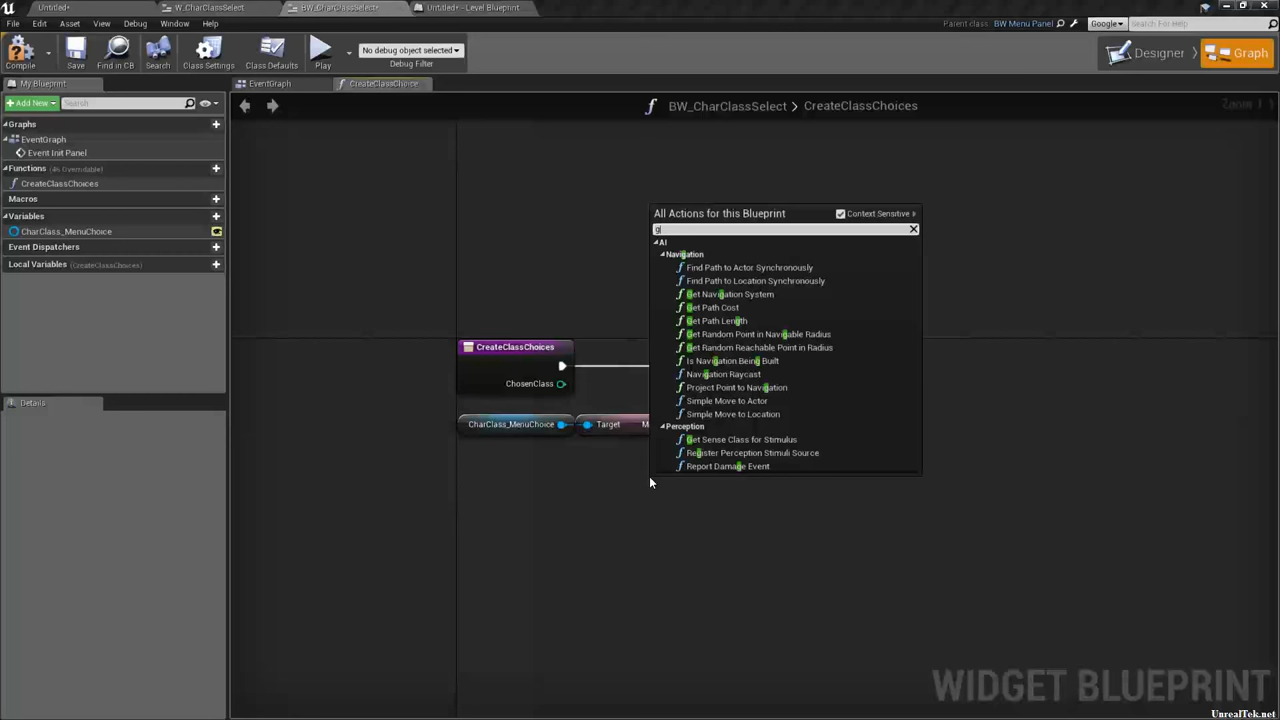 Untitled*
W_CharClassSelect
BW_CharClassSelect*
Untitled* - Level Blueprint
File Edit Asset View Debug Window Help
Parent class: BW Menu Panel
Google
Search For Help
Compile
Save
Find in CB
Search
Class Settings
Class Defaults
Play
No debug object selected
Debug Filter
Designer
Graph
My Blueprint
EventGraph
CreateClassChoice
+Add New
Search
BW_CharClassSelect > CreateClassChoices
Graphs
EventGraph
Event Init Panel
Functions (46 Overridable)
CreateClassChoices
Macros
Variables
CharClass_MenuChoice
Event Dispatchers
Local Variables (CreateClassChoices)
Details
All Actions for this Blueprint
Context Sensitive
g
AI
Navigation
Find Path to Actor Synchronously
Find Path to Location Synchronously
Get Navigation System
Get Path Cost
Get Path Length
Get Random Point in Navigable Radius
Get Random Reachable Point in Radius
Is Navigation Being Built
Navigation Raycast
Project Point to Navigation
Simple Move to Actor
Simple Move to Location
Perception
Get Sense Class for Stimulus
Register Perception Stimuli Source
Report Damage Event
CreateClassChoices
ChosenClass
CharClass_MenuChoice
Target
M
WIDGET BLUEPRINT
UnrealTek.net